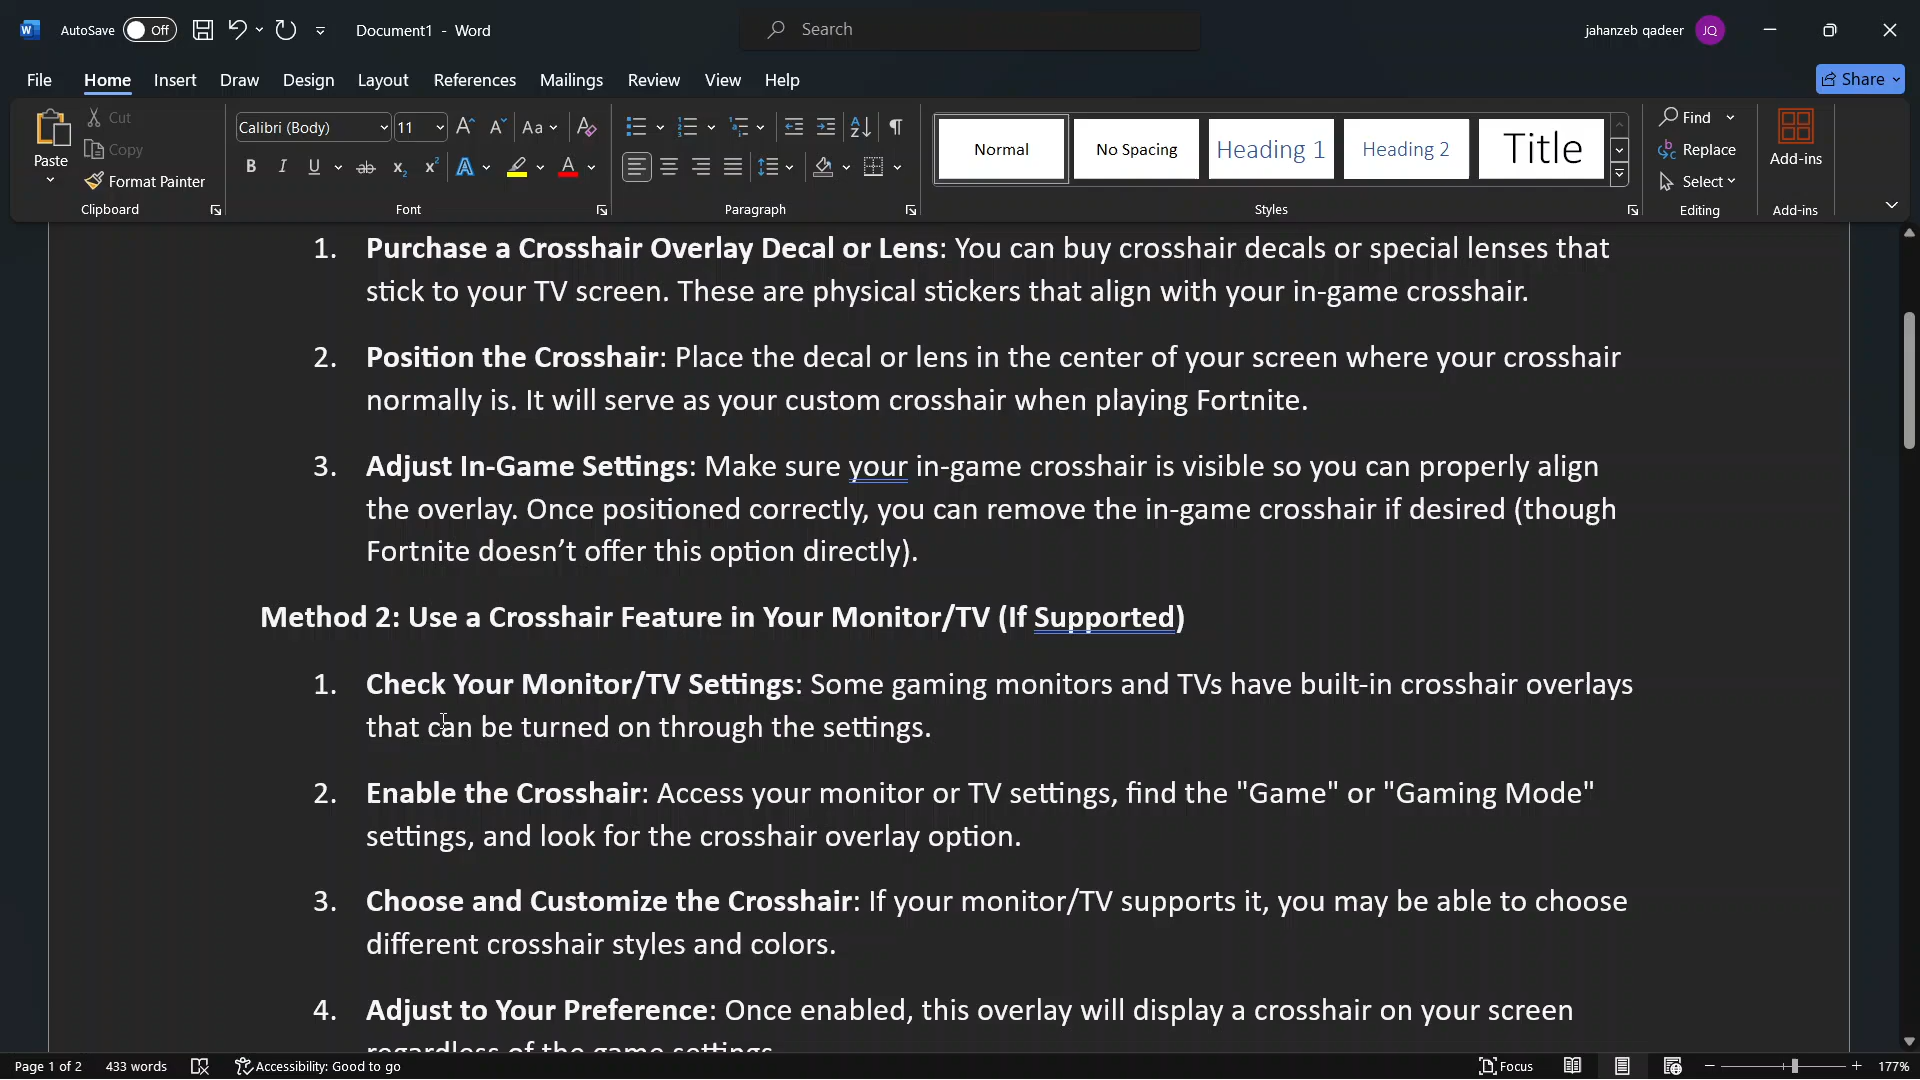 AutoSave Off Document1 - Word Search jahanzeb qadeer JQ
File Home Insert Draw Design Layout References Mailings Review View Help Share
Paste Cut Copy Format Painter Clipboard
Calibri (Body) 11 Aa
B I U ab x₂ x² A A
Font
Paragraph
Normal No Spacing Heading 1 Heading 2 Title
Styles
Find Replace Select Editing
Add-ins
Add-ins
1. Purchase a Crosshair Overlay Decal or Lens: You can buy crosshair decals or special lenses that
stick to your TV screen. These are physical stickers that align with your in-game crosshair.
2. Position the Crosshair: Place the decal or lens in the center of your screen where your crosshair
normally is. It will serve as your custom crosshair when playing Fortnite.
3. Adjust In-Game Settings: Make sure your in-game crosshair is visible so you can properly align
the overlay. Once positioned correctly, you can remove the in-game crosshair if desired (though
Fortnite doesn’t offer this option directly).
Method 2: Use a Crosshair Feature in Your Monitor/TV (If Supported)
1. Check Your Monitor/TV Settings: Some gaming monitors and TVs have built-in crosshair overlays
that can be turned on through the settings.
2. Enable the Crosshair: Access your monitor or TV settings, find the "Game" or "Gaming Mode"
settings, and look for the crosshair overlay option.
3. Choose and Customize the Crosshair: If your monitor/TV supports it, you may be able to choose
different crosshair styles and colors.
4. Adjust to Your Preference: Once enabled, this overlay will display a crosshair on your screen
regardless of the game settings
Page 1 of 2 433 words Accessibility: Good to go Focus 177%